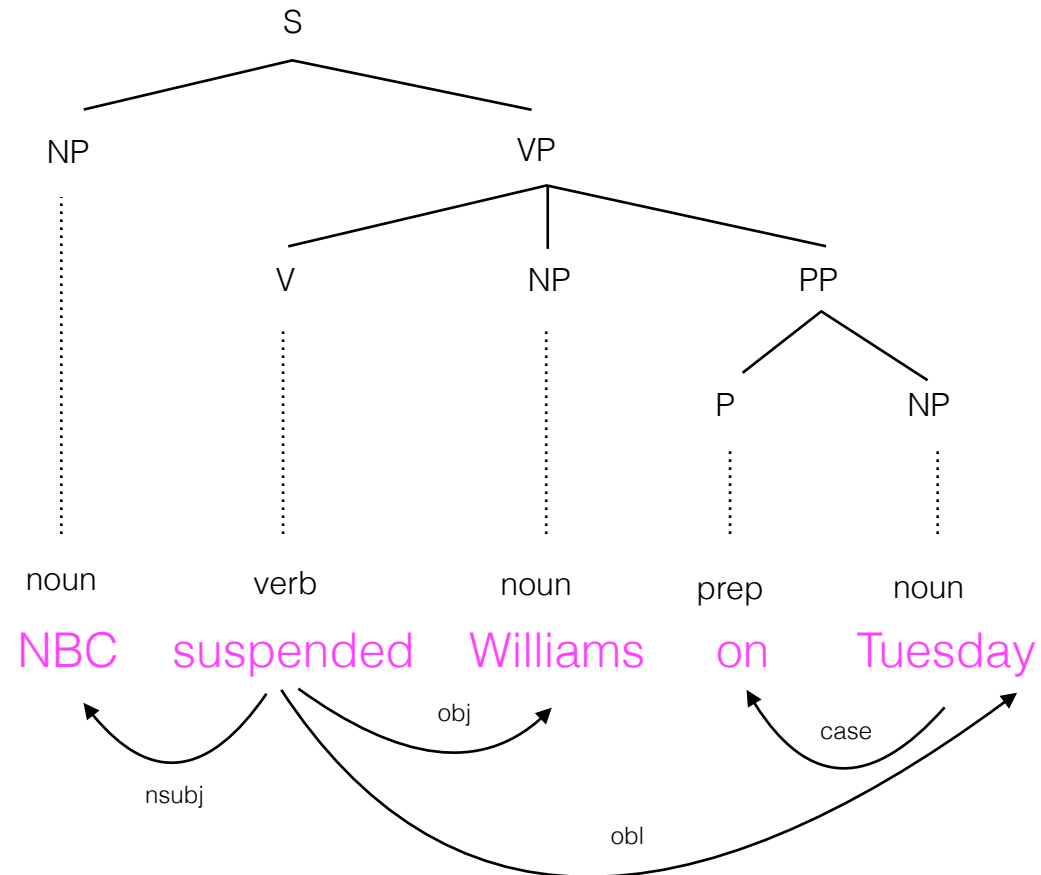 S
NP VP
V NP PP
P NP
noun verb noun prep noun
NBC suspended Williams on Tuesday
obj
case
nsubj
obl